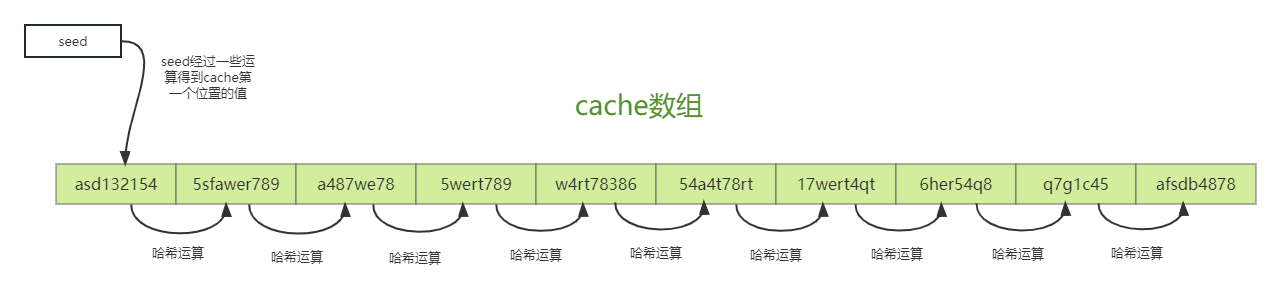 seed
seed经过一些运
算得到cache第
一个位置的值
cache数组
asd132154 5sfawer789 a487we78 5wert789 w4rt78386 54a4t78rt 17wert4qt 6her54q8 q7g1c45 afsdb4878
哈希运算 哈希运算 哈希运算 哈希运算 哈希运算 哈希运算 哈希运算 哈希运算 哈希运算